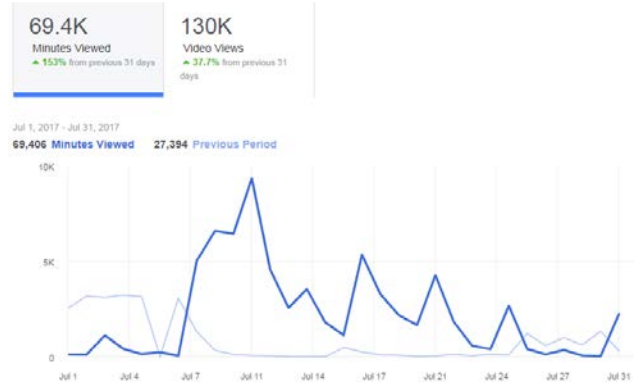 69.4K
Minutes Viewed
▲ 153% from previous 31 days
130K
Video Views
▲ 37.7% from previous 31
days
Jul 1, 2017 - Jul 31, 2017
69,406 Minutes Viewed 27,394 Previous Period
10K
5K
0
Jul 1 Jul 4 Jul 7 Jul 11 Jul 14 Jul 17 Jul 21 Jul 24 Jul 27 Jul 31